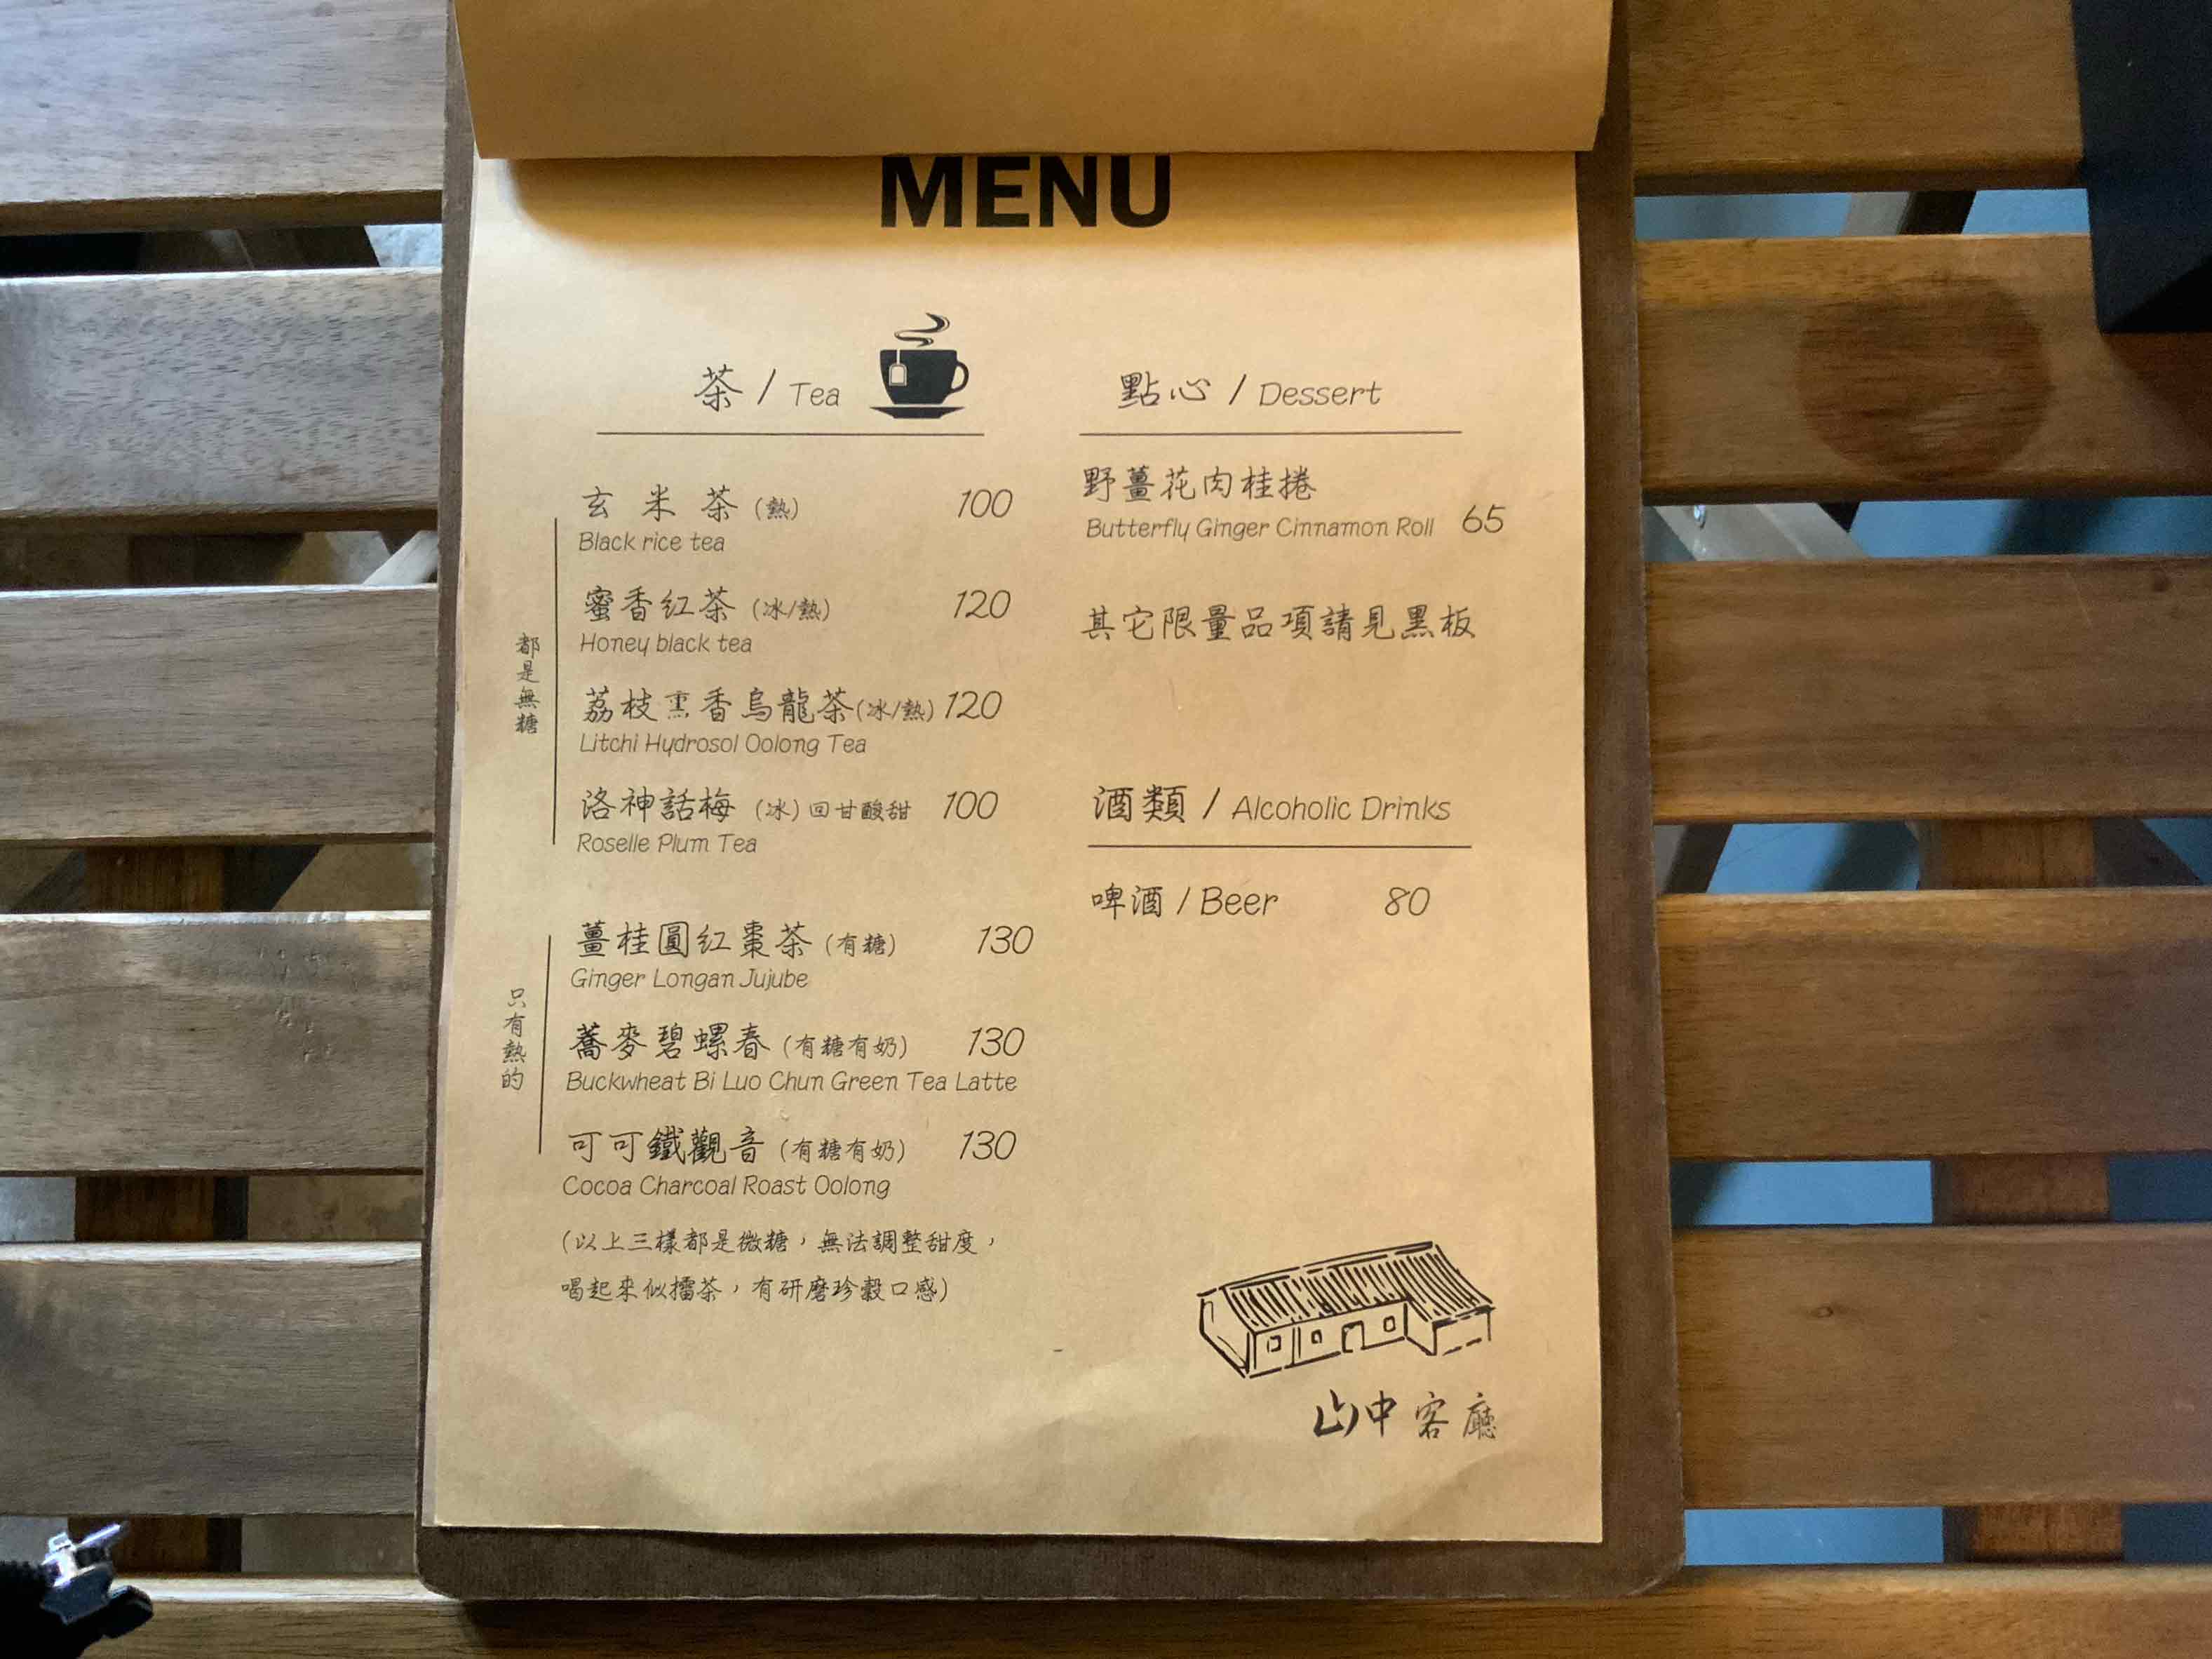 MENU
茶 / Tea
都是無糖
玄米茶 (熱) 100
Black rice tea
蜜香紅茶 (冰/熱) 120
Honey black tea
荔枝熏香烏龍茶(冰/熱) 120
Litchi Hydrosol Oolong Tea
洛神話梅 (冰) 回甘酸甜 100
Roselle Plum Tea
只有熱的
薑桂圓紅棗茶 (有糖) 130
Ginger Longan Jujube
蕎麥碧螺春 (有糖有奶) 130
Buckwheat Bi Luo Chun Green Tea Latte
可可鐵觀音 (有糖有奶) 130
Cocoa Charcoal Roast Oolong
(以上三樣都是微糖，無法調整甜度，
喝起來似擂茶，有研磨珍穀口感)
點心 / Dessert
野薑花肉桂捲
Butterfly Ginger Cinnamon Roll 65
其它限量品項請見黑板
酒類 / Alcoholic Drinks
啤酒 / Beer 80
山中客廳